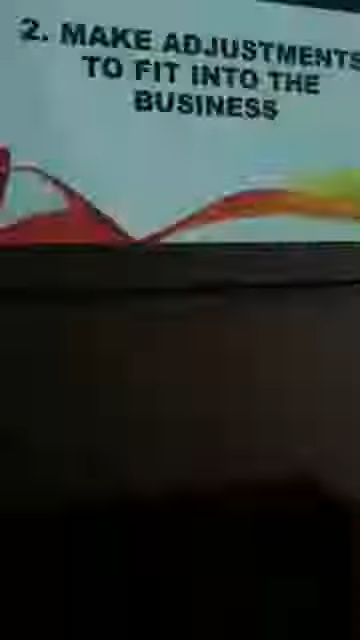 2. MAKE ADJUSTMENTS
TO FIT INTO THE
BUSINESS